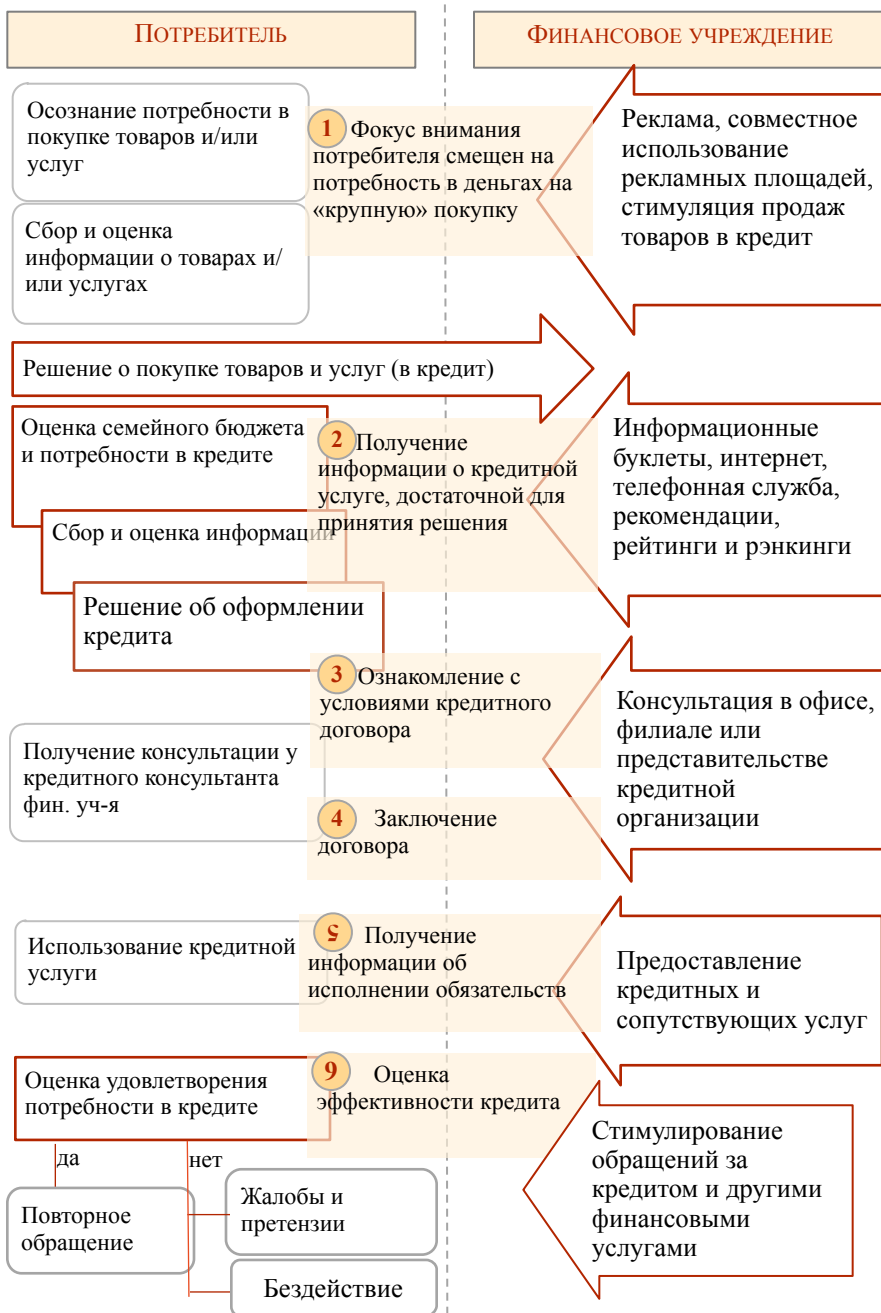 ПОТРЕБИТЕЛЬ
ФИНАНСОВОЕ УЧРЕЖДЕНИЕ
Осознание потребности в
покупке товаров и/или
услуг
1 Фокус внимания
потребителя смещен на
потребность в деньгах на
«крупную» покупку
Реклама, совместное
использование
рекламных площадей,
стимуляция продаж
товаров в кредит
Сбор и оценка
информации о товарах и/
или услугах
Решение о покупке товаров и услуг (в кредит)
Оценка семейного бюджета
и потребности в кредите
2 Получение
информации о кредитной
услуге, достаточной для
принятия решения
Информационные
буклеты, интернет,
телефонная служба,
рекомендации,
рейтинги и рэнкинги
Сбор и оценка информации
Решение об оформлении
кредита
3 Ознакомление с
условиями кредитного
договора
Консультация в офисе,
филиале или
представительстве
кредитной
организации
Получение консультации у
кредитного консультанта
фин. уч-я
4 Заключение
договора
Использование кредитной
услуги
5 Получение
информации об
исполнении обязательств
Предоставление
кредитных и
сопутствующих услуг
Оценка удовлетворения
потребности в кредите
6 Оценка
эффективности кредита
Стимулирование
обращений за
кредитом и другими
финансовыми
услугами
да
нет
Повторное
обращение
Жалобы и
претензии
Бездействие